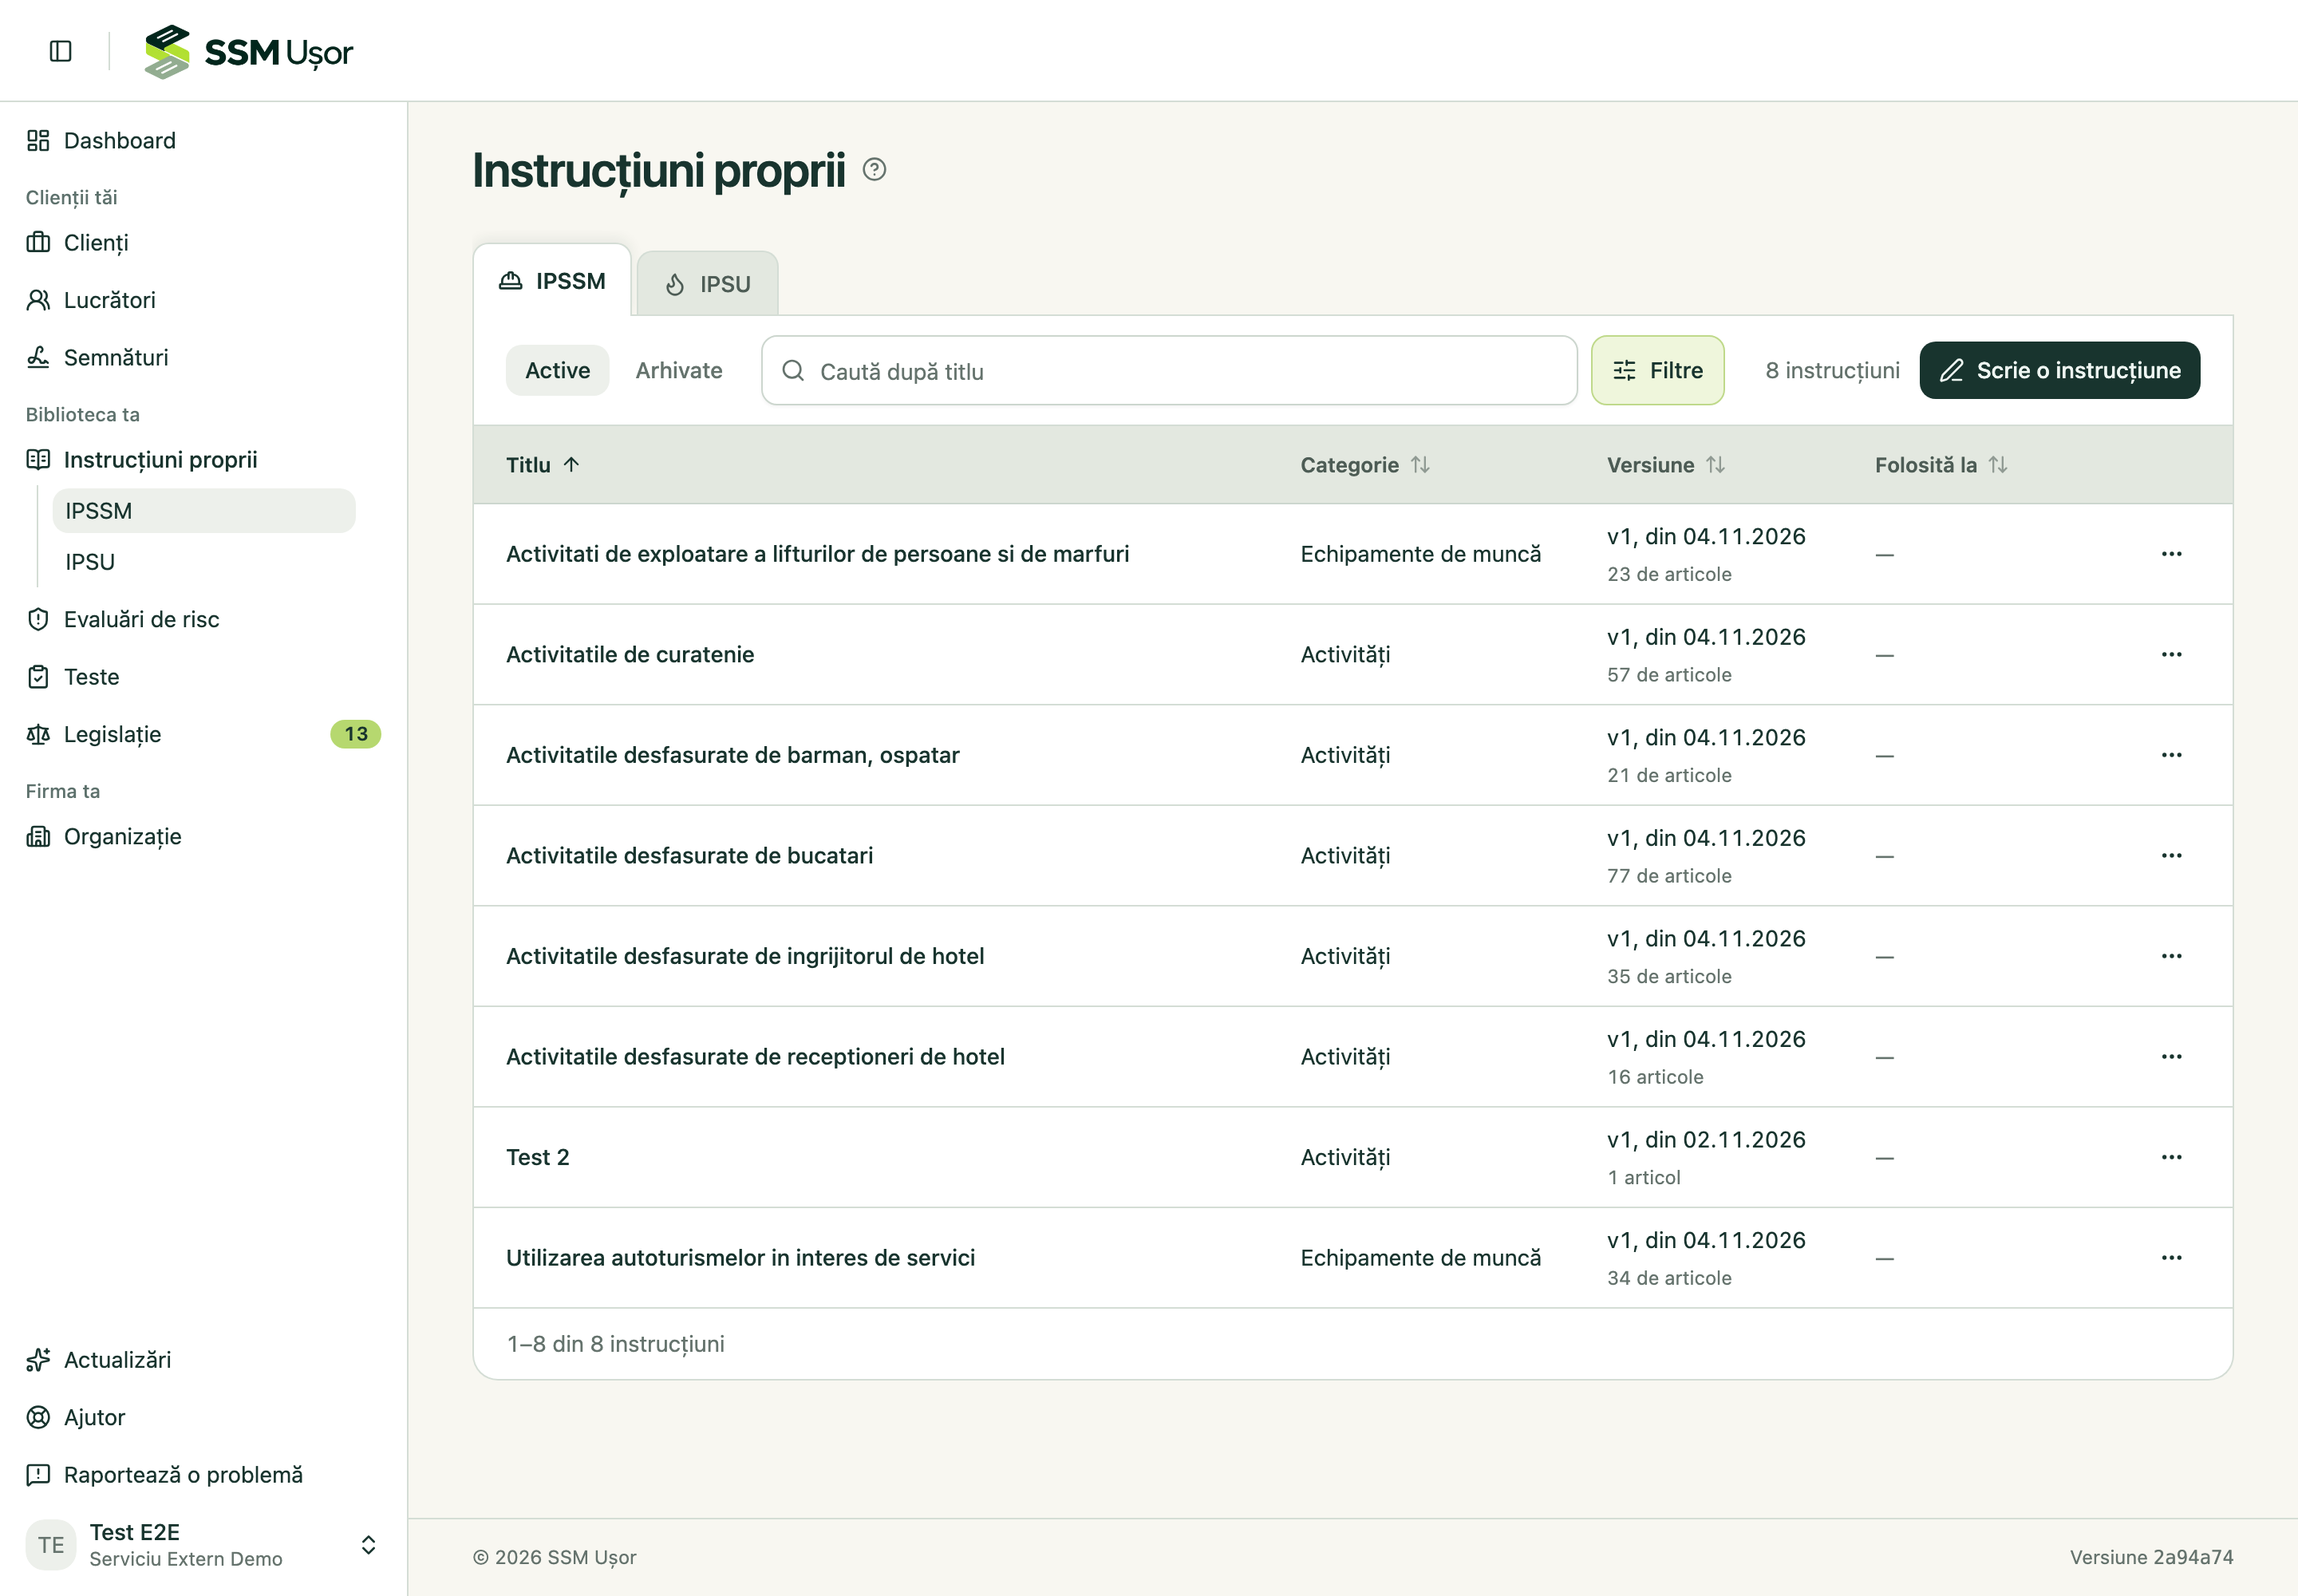 SSM Ușor
Dashboard
Clienții tăi
Clienți
Lucrători
Semnături
Biblioteca ta
Instrucțiuni proprii
IPSSM
IPSU
Evaluări de risc
Teste
Legislație 13
Firma ta
Organizație
Actualizări
Ajutor
Raportează o problemă
TE
Test E2E
Serviciu Extern Demo
Instrucțiuni proprii
IPSSM IPSU
Active Arhivate Caută după titlu Filtre 8 instrucțiuni Scrie o instrucțiune
Titlu Categorie Versiune Folosită la
Activitati de exploatare a lifturilor de persoane si de marfuri Echipamente de muncă v1, din 04.11.2026 —
23 de articole
Activitatile de curatenie Activități v1, din 04.11.2026 —
57 de articole
Activitatile desfasurate de barman, ospatar Activități v1, din 04.11.2026 —
21 de articole
Activitatile desfasurate de bucatari Activități v1, din 04.11.2026 —
77 de articole
Activitatile desfasurate de ingrijitorul de hotel Activități v1, din 04.11.2026 —
35 de articole
Activitatile desfasurate de receptioneri de hotel Activități v1, din 04.11.2026 —
16 articole
Test 2 Activități v1, din 02.11.2026 —
1 articol
Utilizarea autoturismelor in interes de servici Echipamente de muncă v1, din 04.11.2026 —
34 de articole
1–8 din 8 instrucțiuni
© 2026 SSM Ușor
Versiune 2a94a74